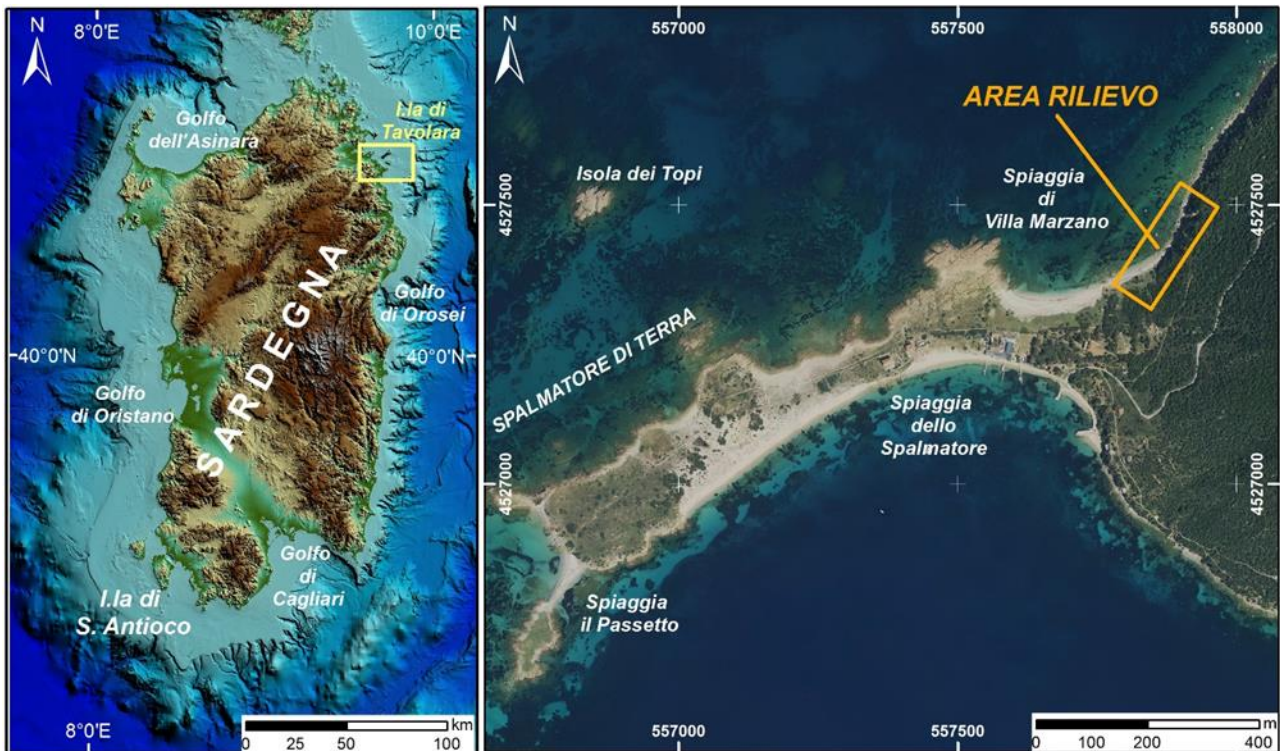 N
8°0'E
10°0'E
Golfo
dell'Asinara
I.la di
Tavolara
SARDEGNA
Golfo
di Orosei
40°0'N
40°0'N
Golfo
di Oristano
Golfo
di
Cagliari
I.la di
S. Antioco
8°0'E
km
0 25 50 100
N
557000
557500
558000
AREA RILIEVO
Isola dei Topi
Spiaggia
di
Villa Marzano
4527500
4527500
SPALMATORE DI TERRA
Spiaggia
dello
Spalmatore
4527000
4527000
Spiaggia
il Passetto
557000
557500
m
0 100 200 400